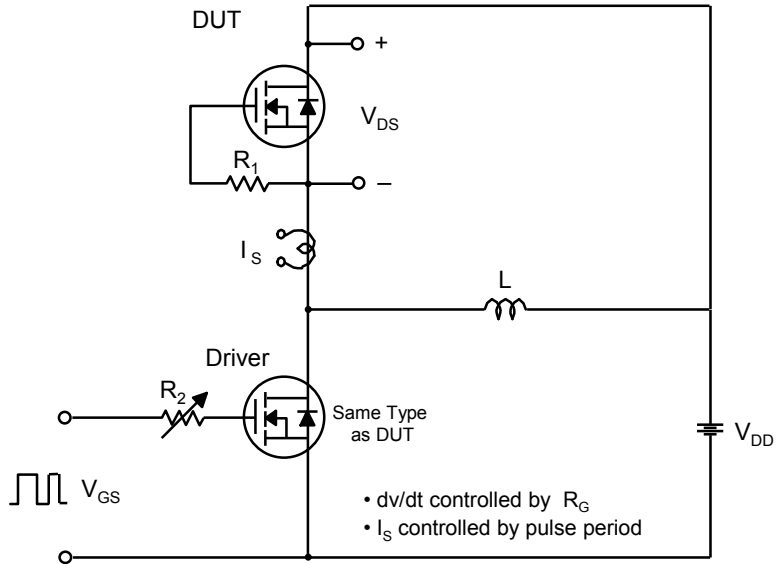 DUT
+
V_DS
R_1
–
I_S
L
Driver
R_2
Same Type
as DUT
V_DD
V_GS
• dv/dt controlled by R_G
• I_S controlled by pulse period